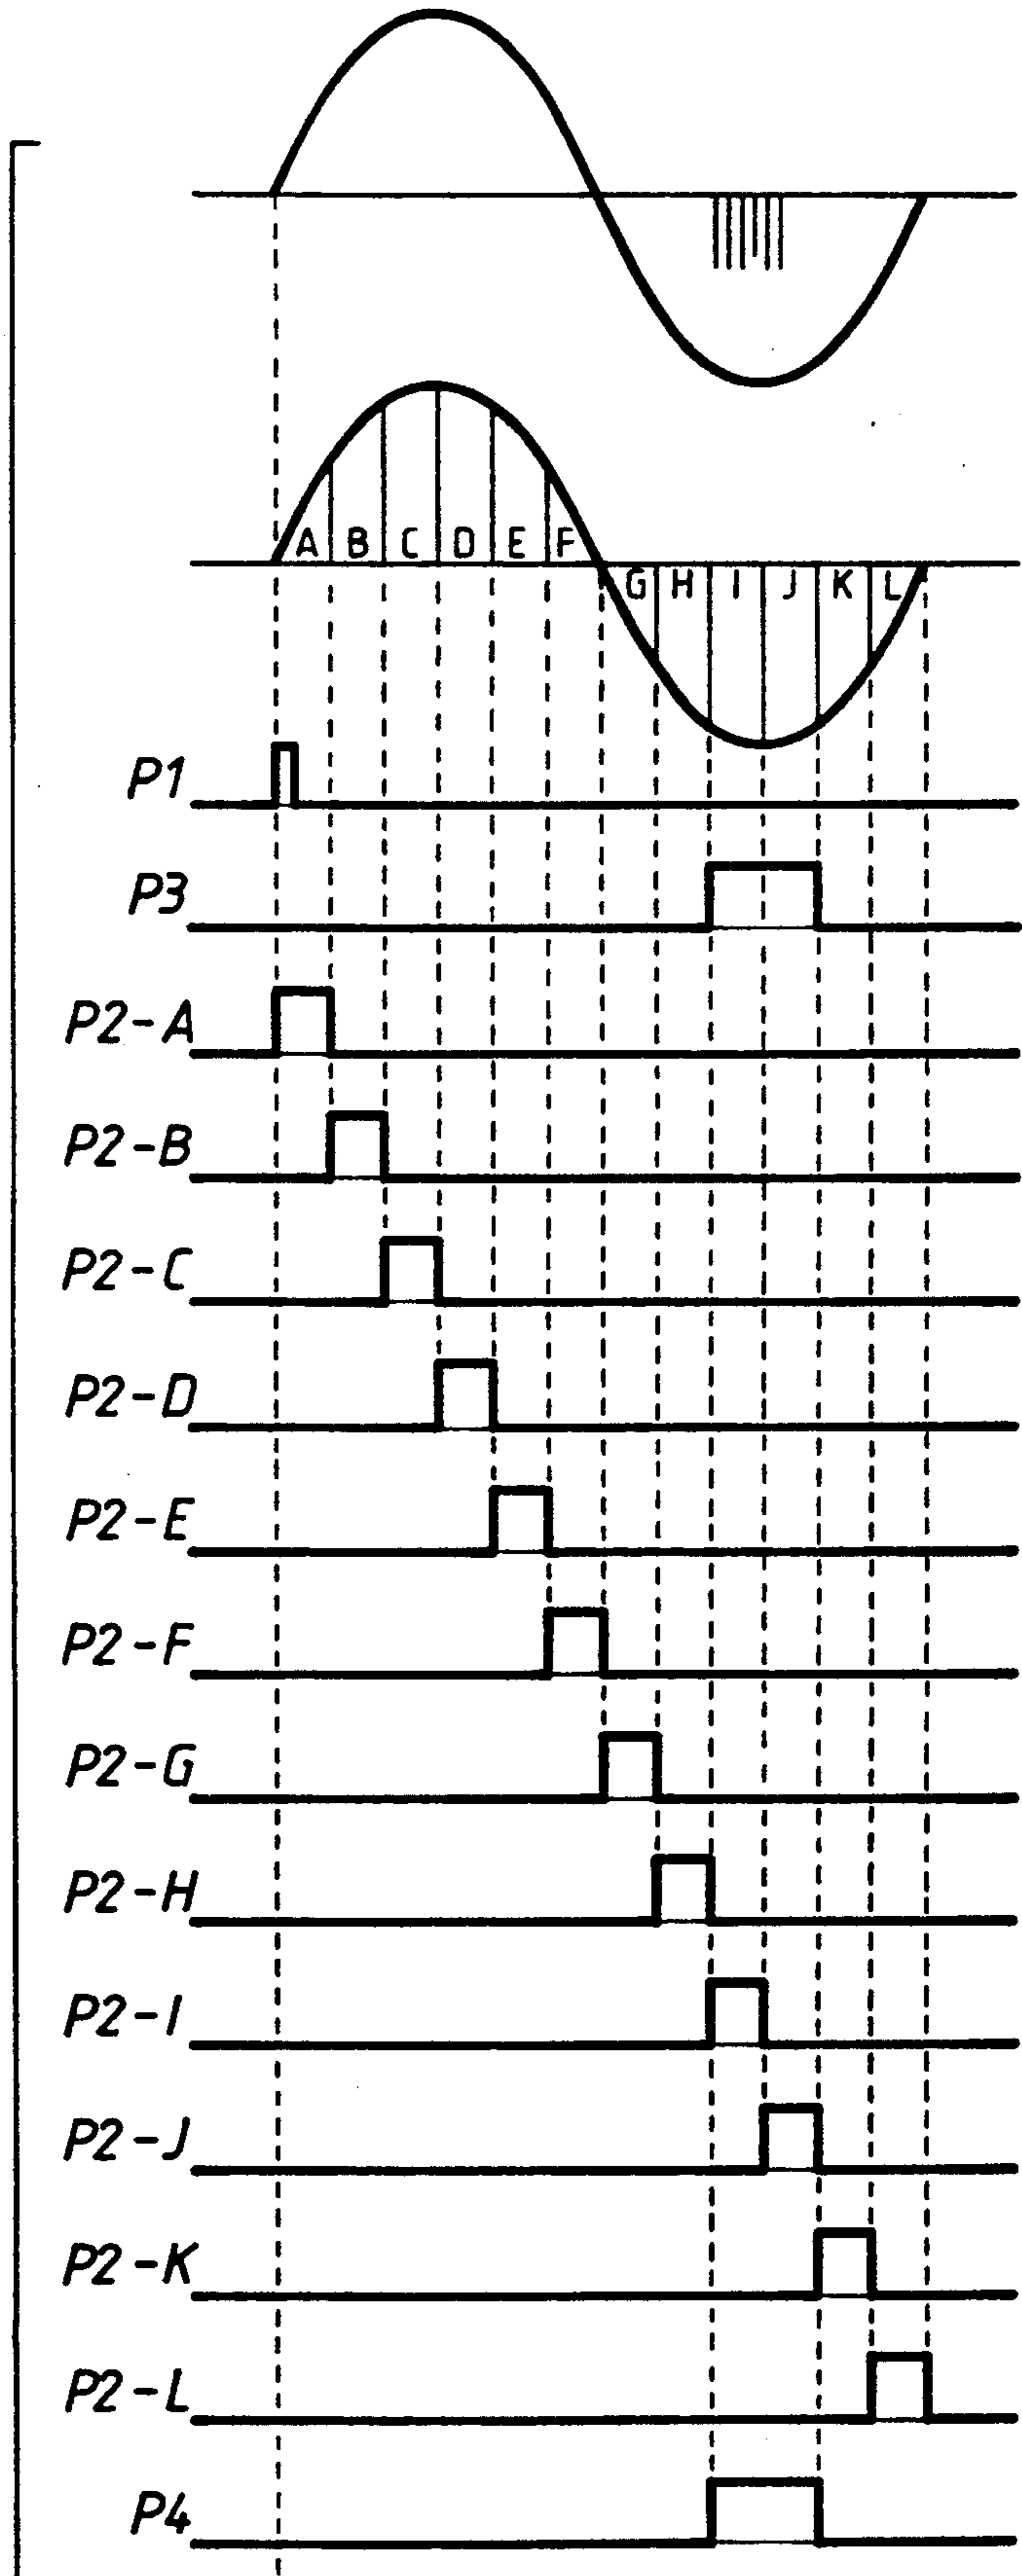 A B C D E F
G H I J K L
P1
P3
P2-A
P2-B
P2-C
P2-D
P2-E
P2-F
P2-G
P2-H
P2-I
P2-J
P2-K
P2-L
P4